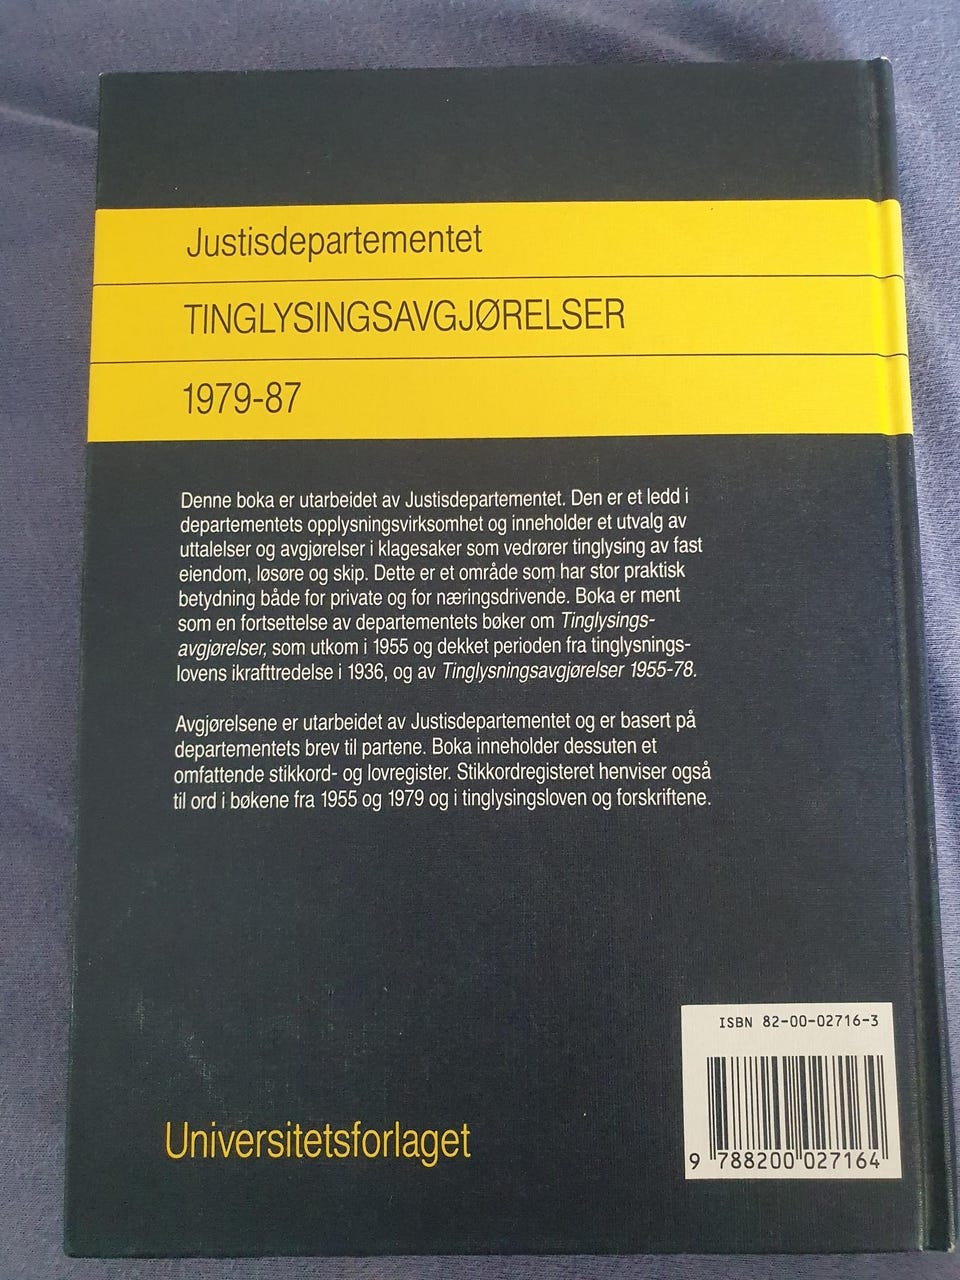 Justisdepartementet
TINGLYSINGSAVGJØRELSER
1979-87
Denne boka er utarbeidet av Justisdepartementet. Den er et ledd i
departementets opplysningsvirksomhet og inneholder et utvalg av
uttalelser og avgjørelser i klagesaker som vedrører tinglysing av fast
eiendom, løsøre og skip. Dette er et område som har stor praktisk
betydning både for private og for næringsdrivende. Boka er ment
som en fortsettelse av departementets bøker om Tinglysings-
avgjørelser, som utkom i 1955 og dekket perioden fra tinglysnings-
lovens ikrafttredelse i 1936, og av Tinglysningsavgjørelser 1955-78.
Avgjørelsene er utarbeidet av Justisdepartementet og er basert på
departementets brev til partene. Boka inneholder dessuten et
omfattende stikkord- og lovregister. Stikkordregisteret henviser også
til ord i bøkene fra 1955 og 1979 og i tinglysingsloven og forskriftene.
ISBN 82-00-02716-3
9 788200 027164
Universitetsforlaget